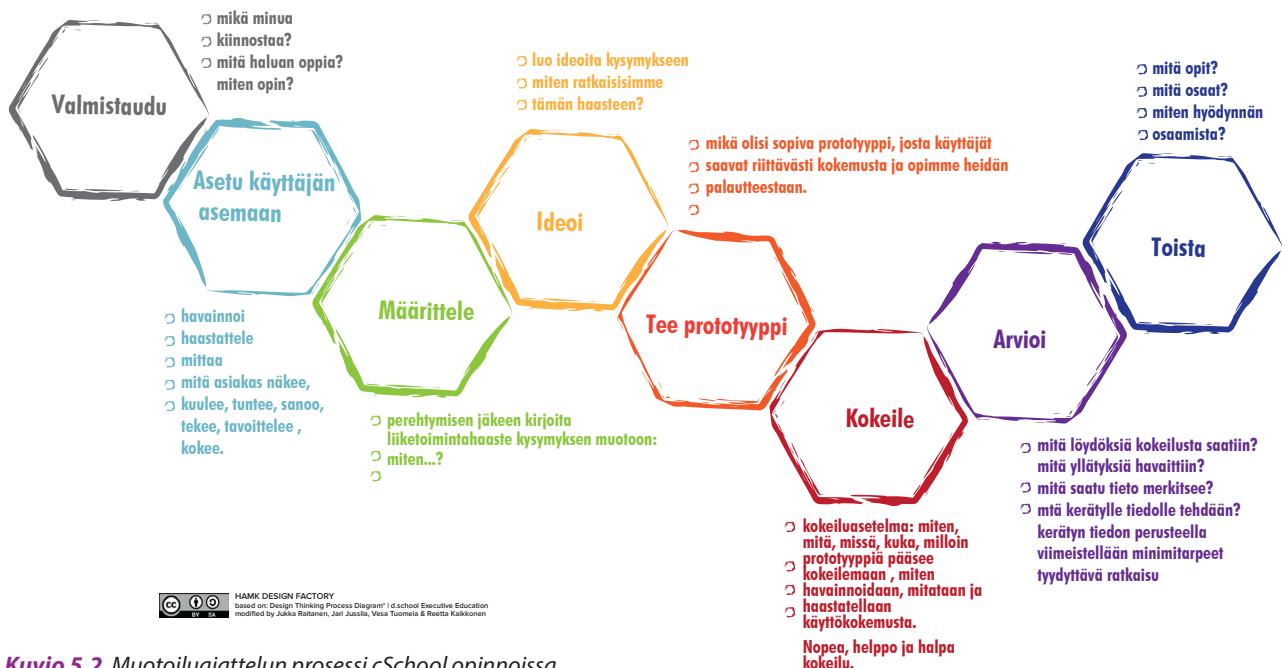 Valmistaudu
mikä minua
kiinnostaa?
mitä haluan oppia?
miten opin?
Asetu käyttäjän
asemaan
havainnoi
haastattele
mittaa
mitä asiakas näkee,
kuulee, tuntee, sanoo,
tekee, tavoittelee ,
kokee.
Määrittele
perehtymisen jäkeen kirjoita
liiketoimintahaaste kysymyksen muotoon:
miten...?
Ideoi
luo ideoita kysymykseen
miten ratkaisisimme
tämän haasteen?
Tee prototyyppi
mikä olisi sopiva prototyyppi, josta käyttäjät
saavat riittävästi kokemusta ja opimme heidän
palautteestaan.
Kokeile
kokeiluasetelma: miten,
mitä, missä, kuka, milloin
prototyyppiä pääsee
kokeilemaan , miten
havainnoidaan, mitataan ja
haastatellaan
käyttökokemusta.
Nopea, helppo ja halpa
kokeilu.
Arvioi
mitä löydöksiä kokeilusta saatiin?
mitä yllätyksiä havaittiin?
mitä saatu tieto merkitsee?
mtä kerätylle tiedolle tehdään?
kerätyn tiedon perusteella
viimeistellään minimitarpeet
tyydyttävä ratkaisu
Toista
mitä opit?
mitä osaat?
miten hyödynnän
osaamista?
cc BY SA
HAMK DESIGN FACTORY
based on: Design Thinking Process Diagram* I d.school Executive Education
modified by Jukka Raitanen, Jari Jussila, Vesa Tuomela & Reetta Kaikkonen
Kuvio 5.2. Muotoiluajattelun prosessi cSchool opinnoissa